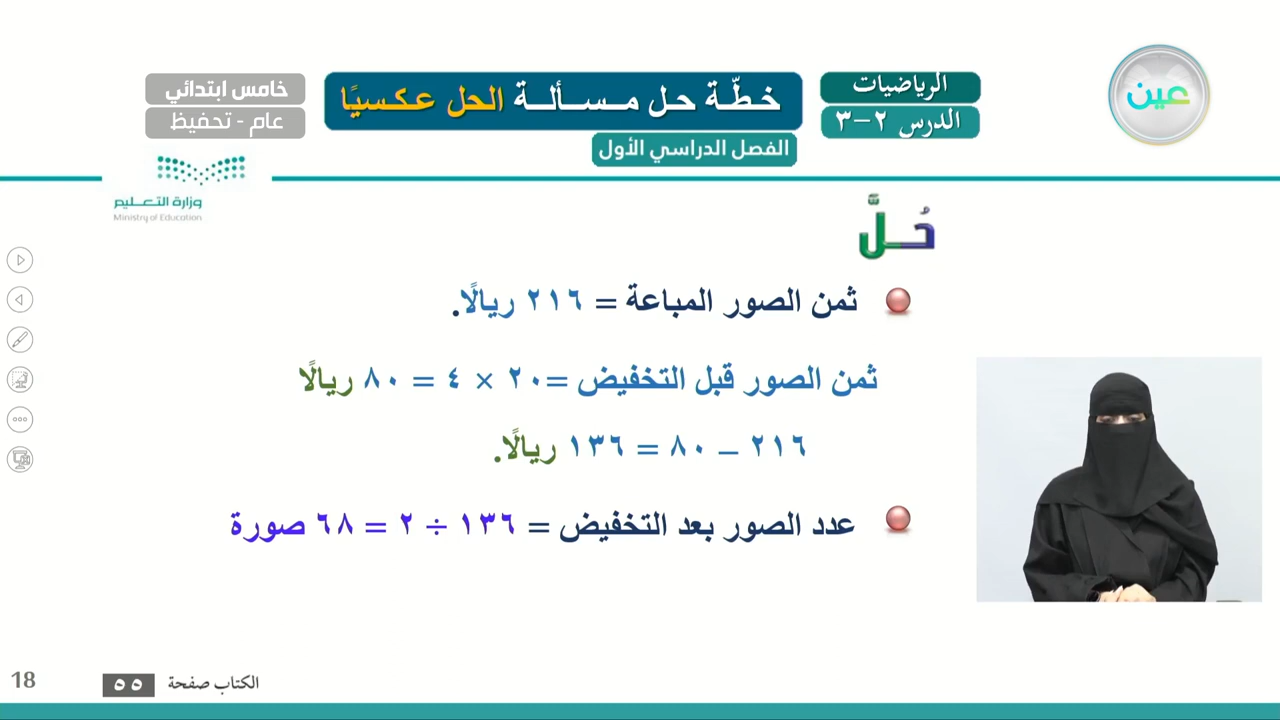 عين
الرياضيات
الدرس ٢-٣
خطّة حل مسألة الحل عكسيًا
الفصل الدراسي الأول
خامس ابتدائي
عام - تحفيظ
وزارة التعليم
Ministry of Education
حُلَّ
ثمن الصور المباعة = ٢١٦ ريالًا.
ثمن الصور قبل التخفيض =٢٠ × ٤ = ٨٠ ريالًا
٢١٦ – ٨٠ = ١٣٦ ريالًا.
عدد الصور بعد التخفيض = ١٣٦ ÷ ٢ = ٦٨ صورة
الكتاب صفحة ٥٥
18